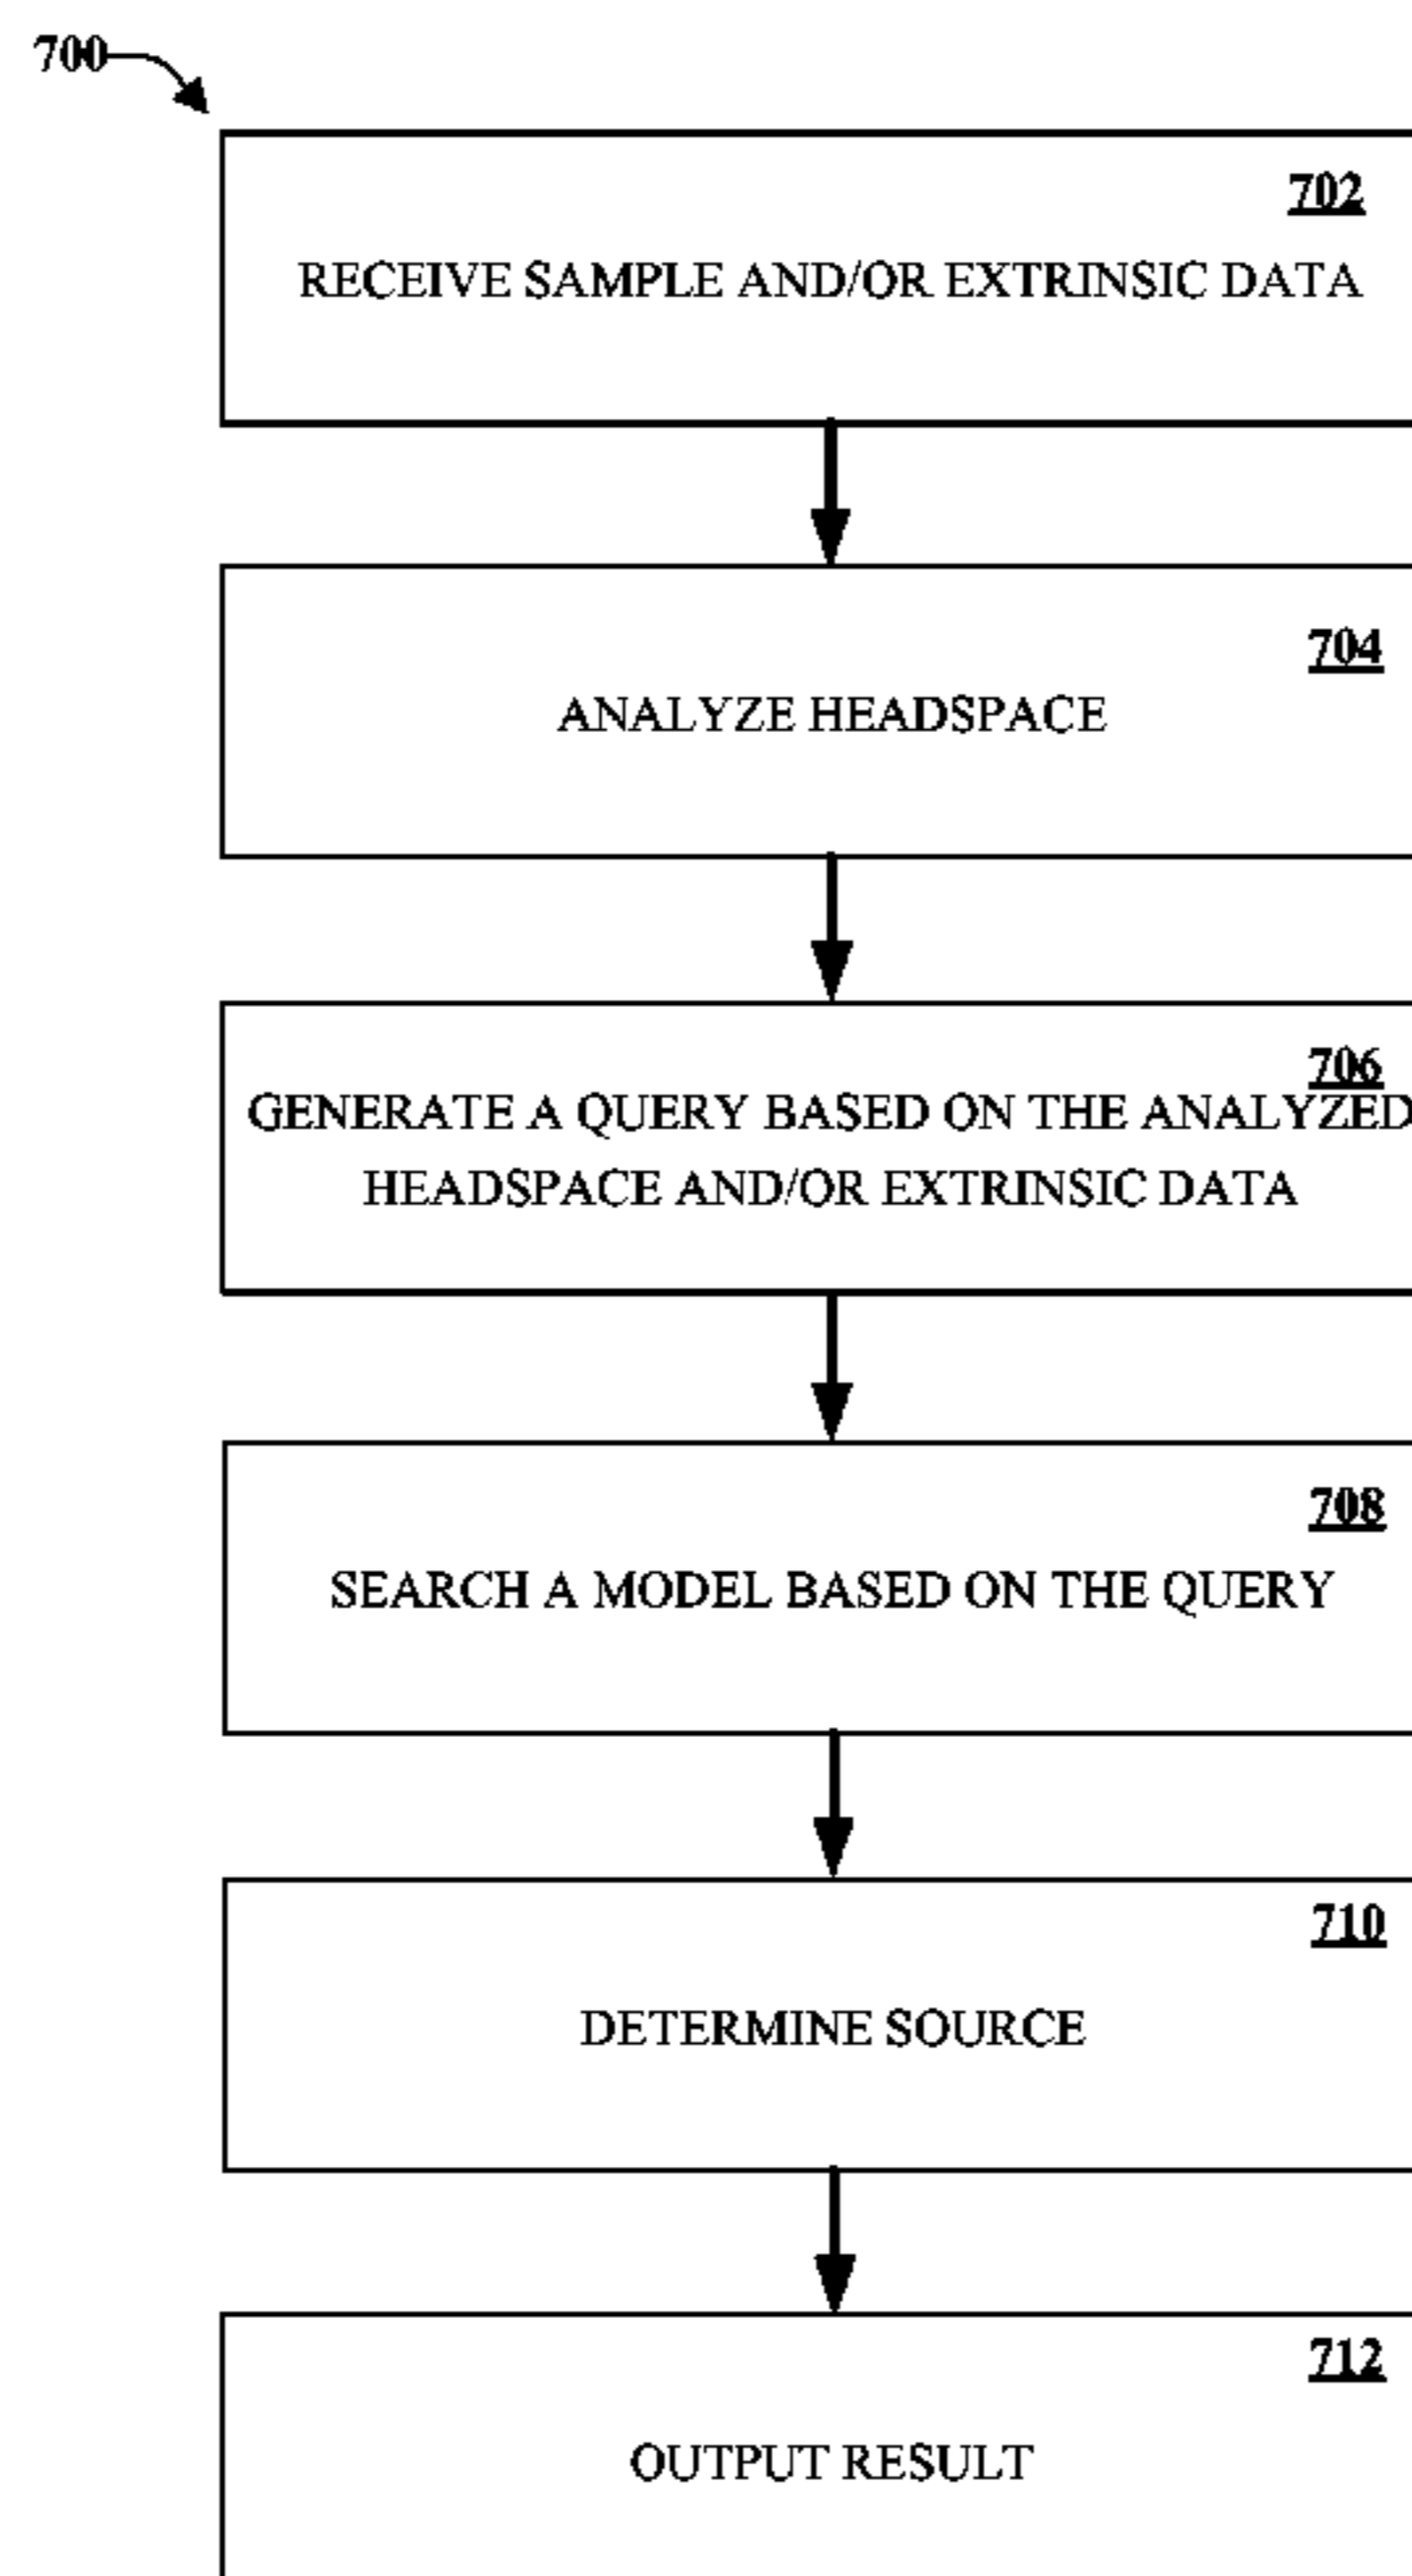 700
702
RECEIVE SAMPLE AND/OR EXTRINSIC DATA
704
ANALYZE HEADSPACE
706
GENERATE A QUERY BASED ON THE ANALYZED
HEADSPACE AND/OR EXTRINSIC DATA
708
SEARCH A MODEL BASED ON THE QUERY
710
DETERMINE SOURCE
712
OUTPUT RESULT